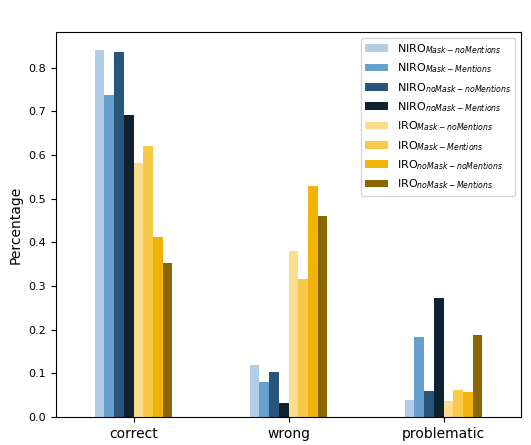 Percentage
0.8
0.7
0.6
0.5
0.4
0.3
0.2
0.1
0.0
correct wrong problematic
NIRO Mask−noMentions
NIRO Mask−Mentions
NIRO noMask−noMentions
NIRO noMask−Mentions
IRO Mask−noMentions
IRO Mask−Mentions
IRO noMask−noMentions
IRO noMask−Mentions